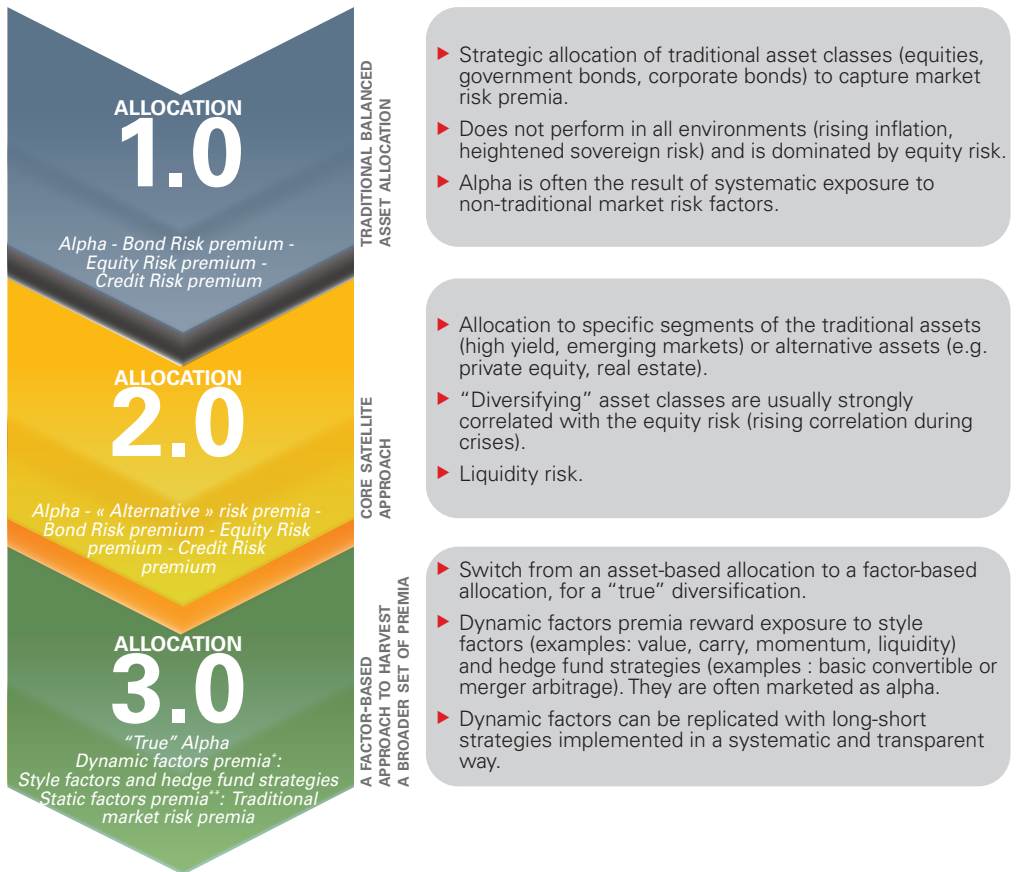 ALLOCATION
1.0
Alpha - Bond Risk premium -
Equity Risk premium -
Credit Risk premium
TRADITIONAL BALANCED
ASSET ALLOCATION
► Strategic allocation of traditional asset classes (equities,
government bonds, corporate bonds) to capture market
risk premia.
► Does not perform in all environments (rising inflation,
heightened sovereign risk) and is dominated by equity risk.
► Alpha is often the result of systematic exposure to
non-traditional market risk factors.
ALLOCATION
2.0
Alpha - « Alternative » risk premia -
Bond Risk premium - Equity Risk
premium - Credit Risk
premium
CORE SATELLITE
APPROACH
► Allocation to specific segments of the traditional assets
(high yield, emerging markets) or alternative assets (e.g.
private equity, real estate).
► “Diversifying” asset classes are usually strongly
correlated with the equity risk (rising correlation during
crises).
► Liquidity risk.
ALLOCATION
3.0
“True” Alpha
Dynamic factors premia*:
Style factors and hedge fund strategies
Static factors premia**: Traditional
market risk premia
A FACTOR-BASED
APPROACH TO HARVEST
A BROADER SET OF PREMIA
► Switch from an asset-based allocation to a factor-based
allocation, for a “true” diversification.
► Dynamic factors premia reward exposure to style
factors (examples: value, carry, momentum, liquidity)
and hedge fund strategies (examples : basic convertible or
merger arbitrage). They are often marketed as alpha.
► Dynamic factors can be replicated with long-short
strategies implemented in a systematic and transparent
way.